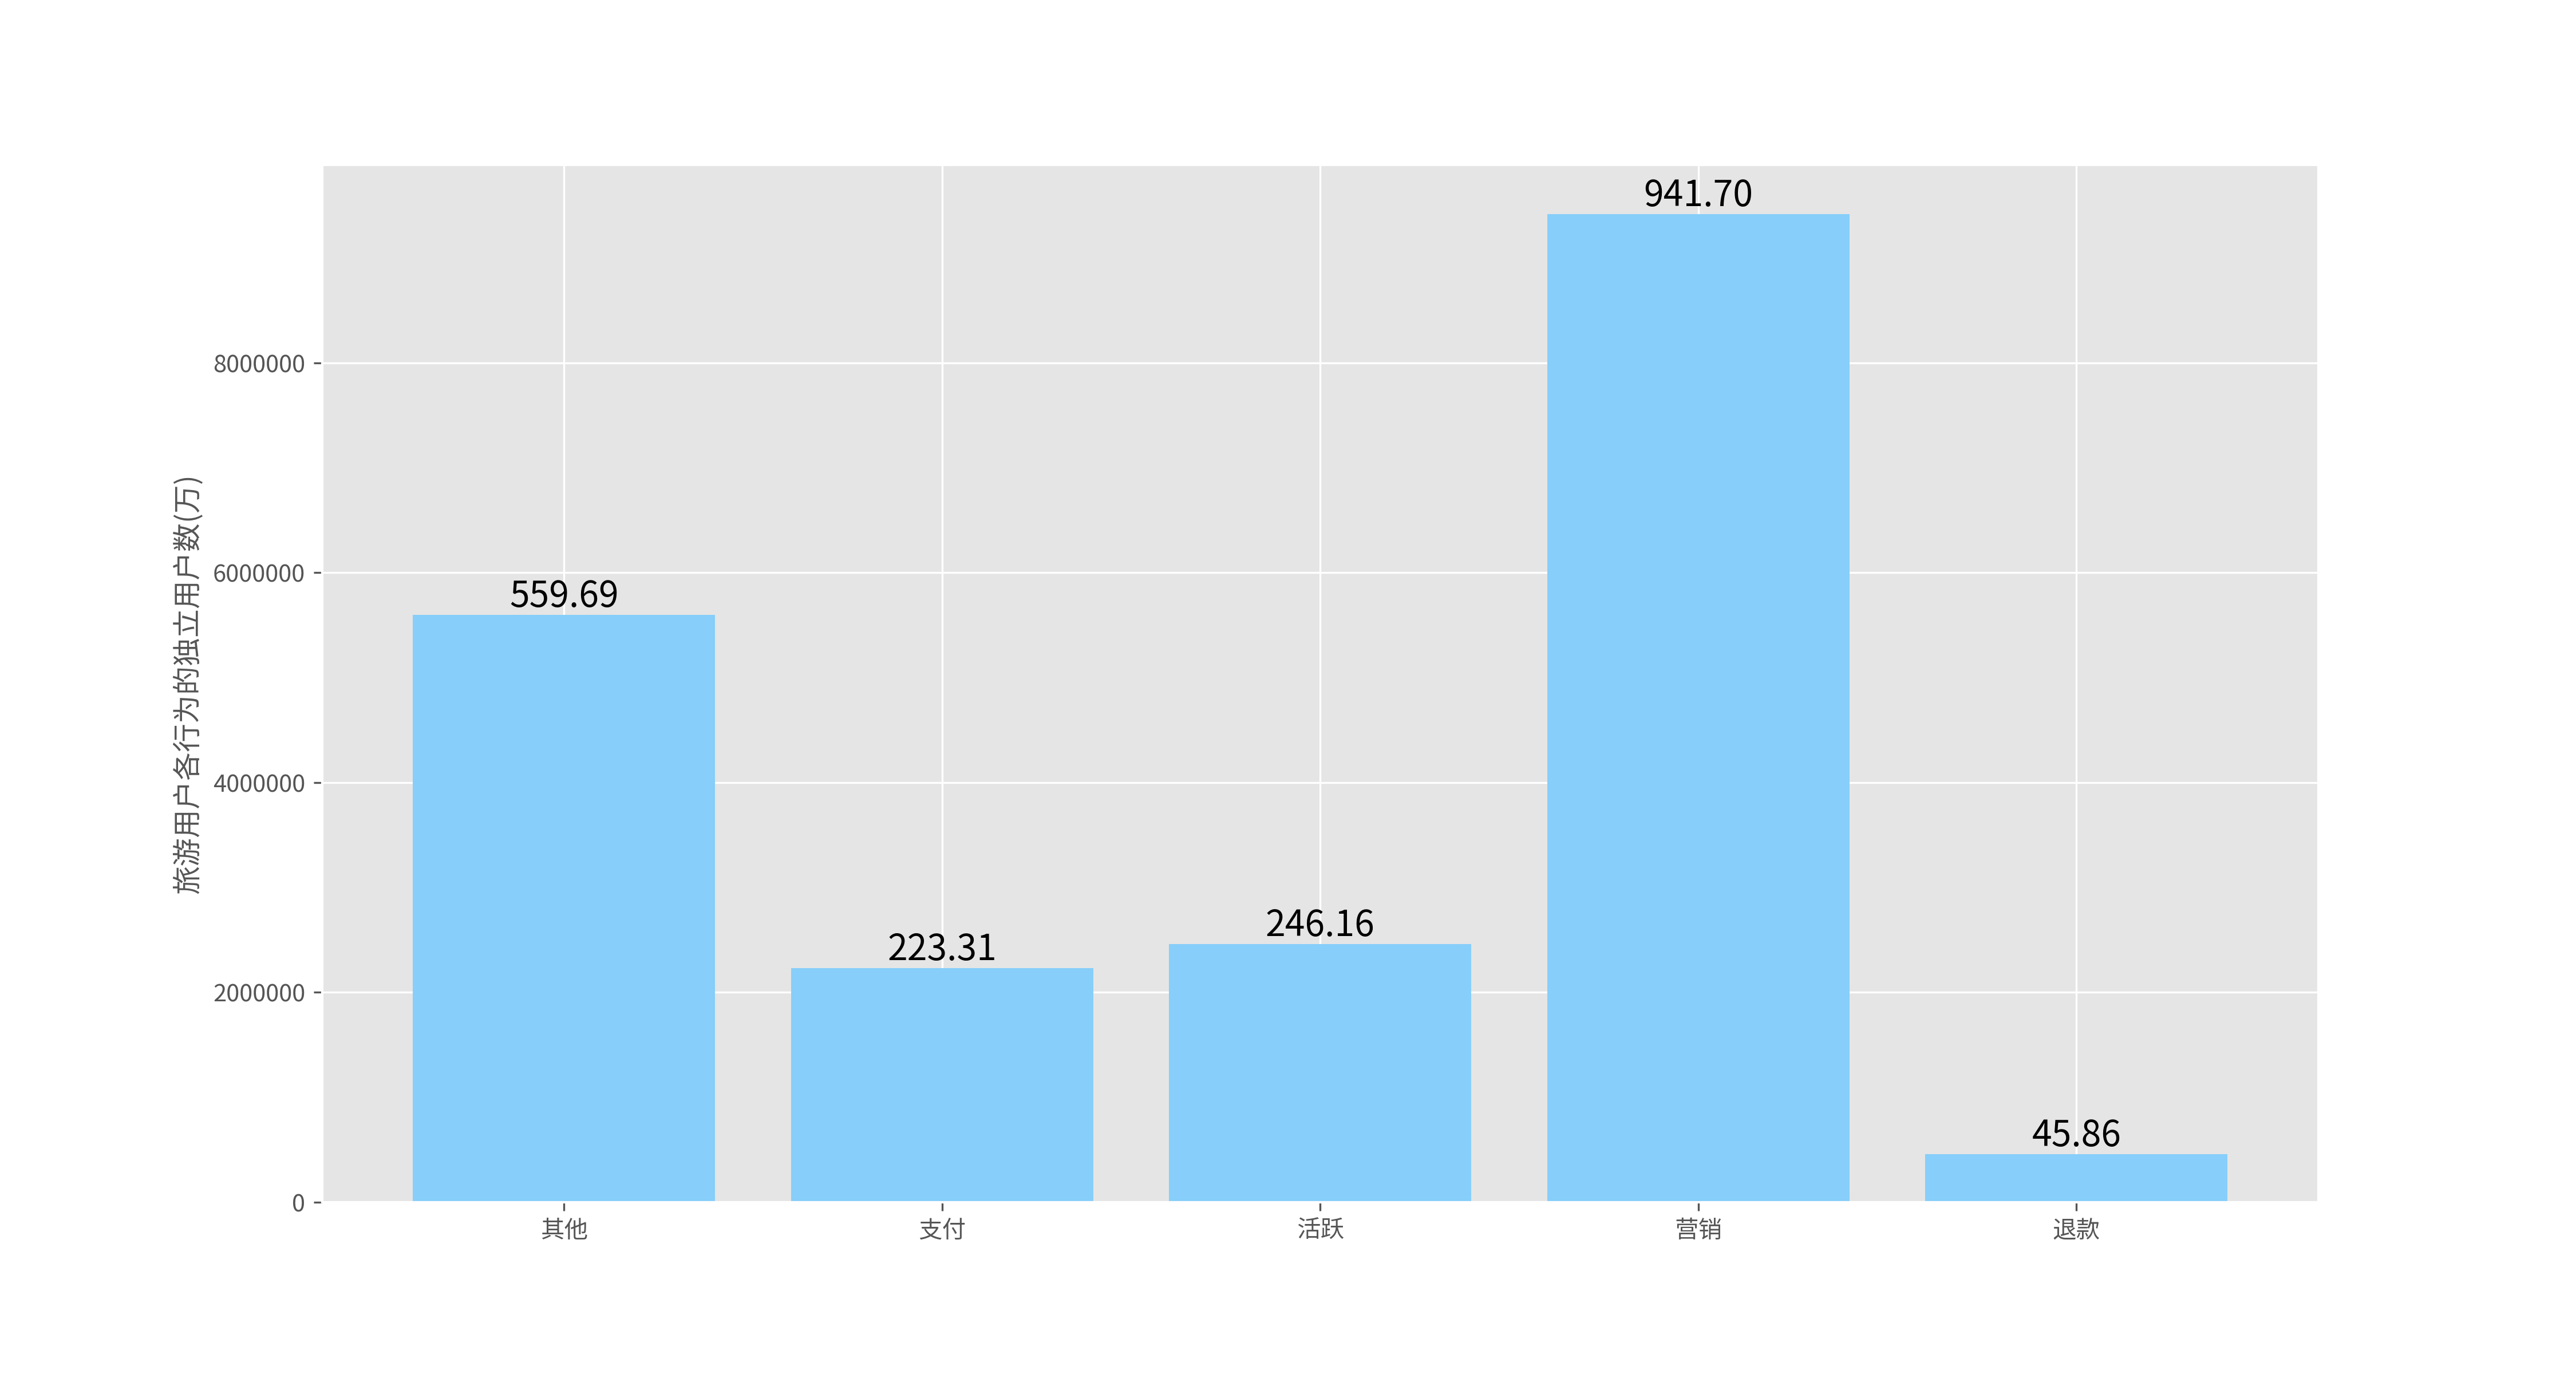 旅游用户各行为的独立用户数(万)
8000000
6000000
4000000
2000000
0
559.69
223.31
246.16
941.70
45.86
其他
支付
活跃
营销
退款